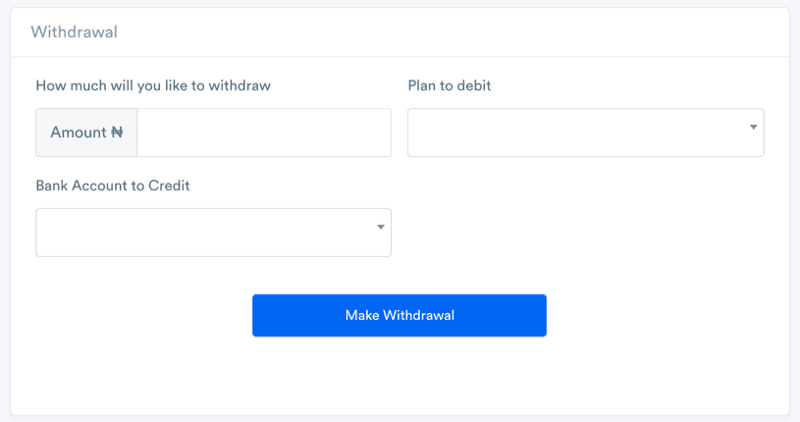 Withdrawal
How much will you like to withdraw
Plan to debit
Amount ₦
Bank Account to Credit
Make Withdrawal